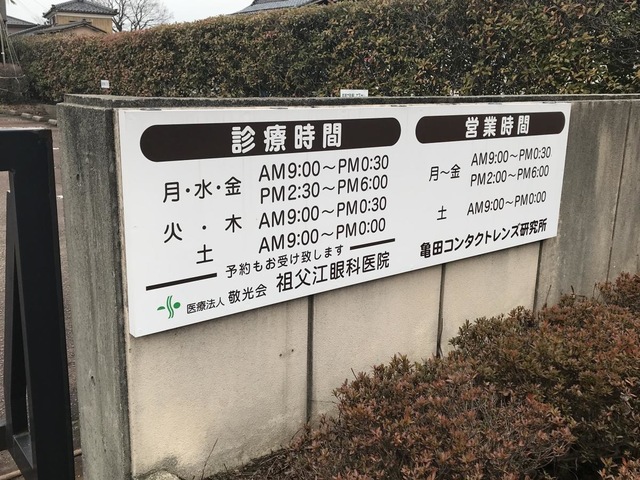 診療時間
月・水・金 AM9:00～PM0:30
PM2:30～PM6:00
火・木 AM9:00～PM0:30
土 AM9:00～PM0:00
予約もお受け致します
医療法人 敬光会 祖父江眼科医院
営業時間
月～金 AM9:00～PM0:30
PM2:00～PM6:00
土 AM9:00～PM0:00
亀田コンタクトレンズ研究所